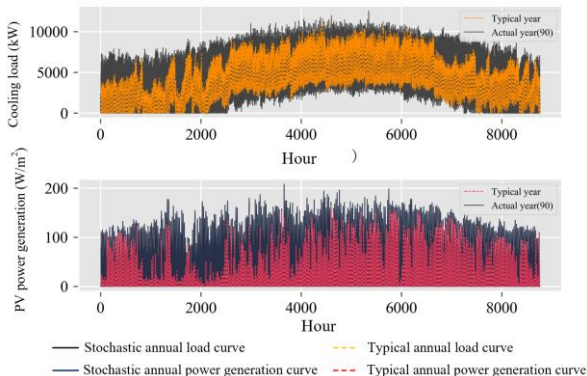 Cooling load (kW)
10000
5000
0
Typical year
Actual year(90)
0 2000 4000 6000 8000
Hour )
PV power generation (W/m²)
200
100
0
Typical year
Actual year(90)
0 2000 4000 6000 8000
Hour
Stochastic annual load curve Typical annual load curve
Stochastic annual power generation curve Typical annual power generation curve